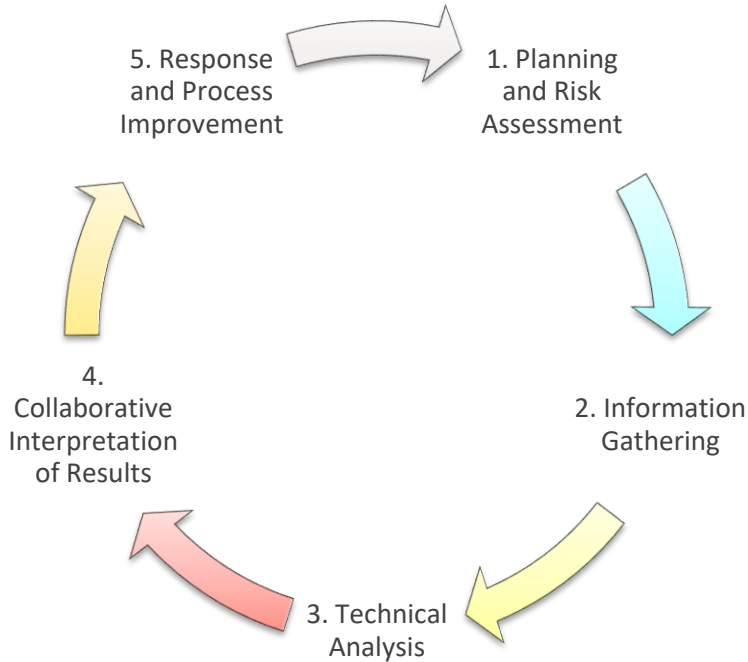 1. Planning
and Risk
Assessment
2. Information
Gathering
3. Technical
Analysis
4.
Collaborative
Interpretation
of Results
5. Response
and Process
Improvement